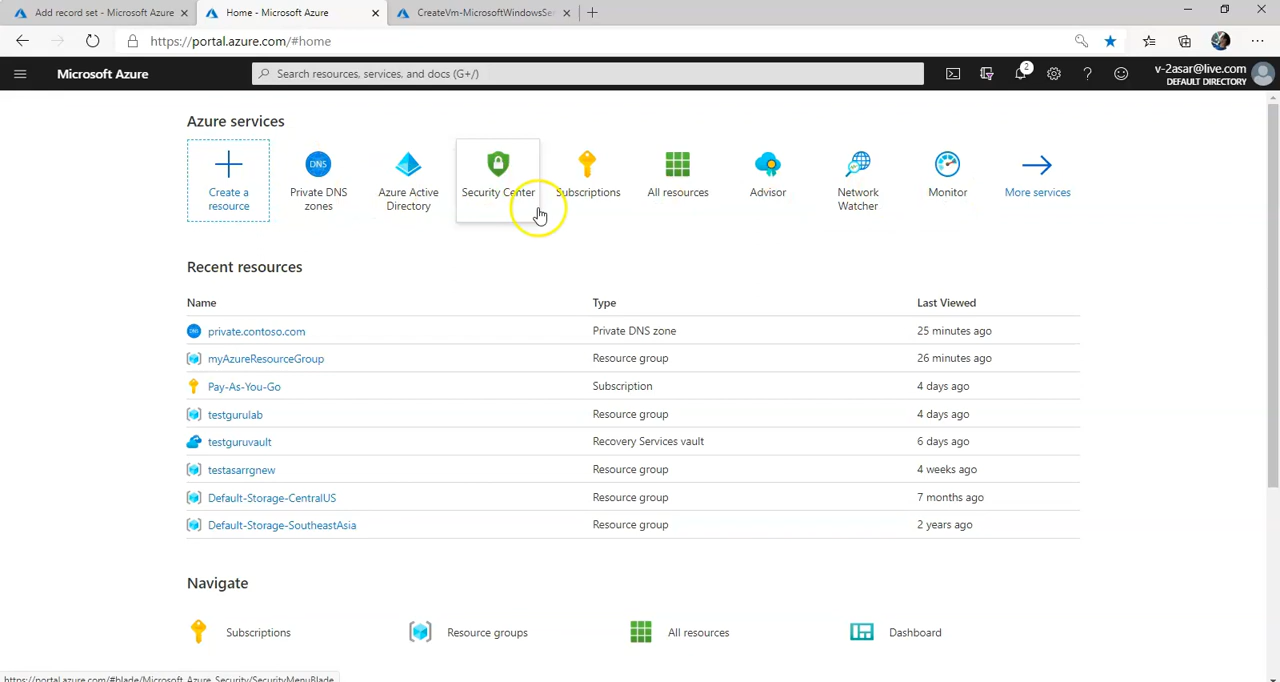 Add record set - Microsoft Azure
Home - Microsoft Azure
CreateVm-MicrosoftWindowsSer
https://portal.azure.com/#home
Microsoft Azure
Search resources, services, and docs (G+/)
2
v-2asar@live.com
DEFAULT DIRECTORY
Azure services
Create a
resource
DNS
Private DNS
zones
Azure Active
Directory
Security Center
Subscriptions
All resources
Advisor
Network
Watcher
Monitor
More services
Recent resources
Name Type Last Viewed
DNS private.contoso.com Private DNS zone 25 minutes ago
myAzureResourceGroup Resource group 26 minutes ago
Pay-As-You-Go Subscription 4 days ago
testgurulab Resource group 4 days ago
testguruvault Recovery Services vault 6 days ago
testasarrgnew Resource group 4 weeks ago
Default-Storage-CentralUS Resource group 7 months ago
Default-Storage-SoutheastAsia Resource group 2 years ago
Navigate
Subscriptions Resource groups All resources Dashboard
https://portal.azure.com/#blade/Microsoft_Azure_Security/SecurityMenuBlade